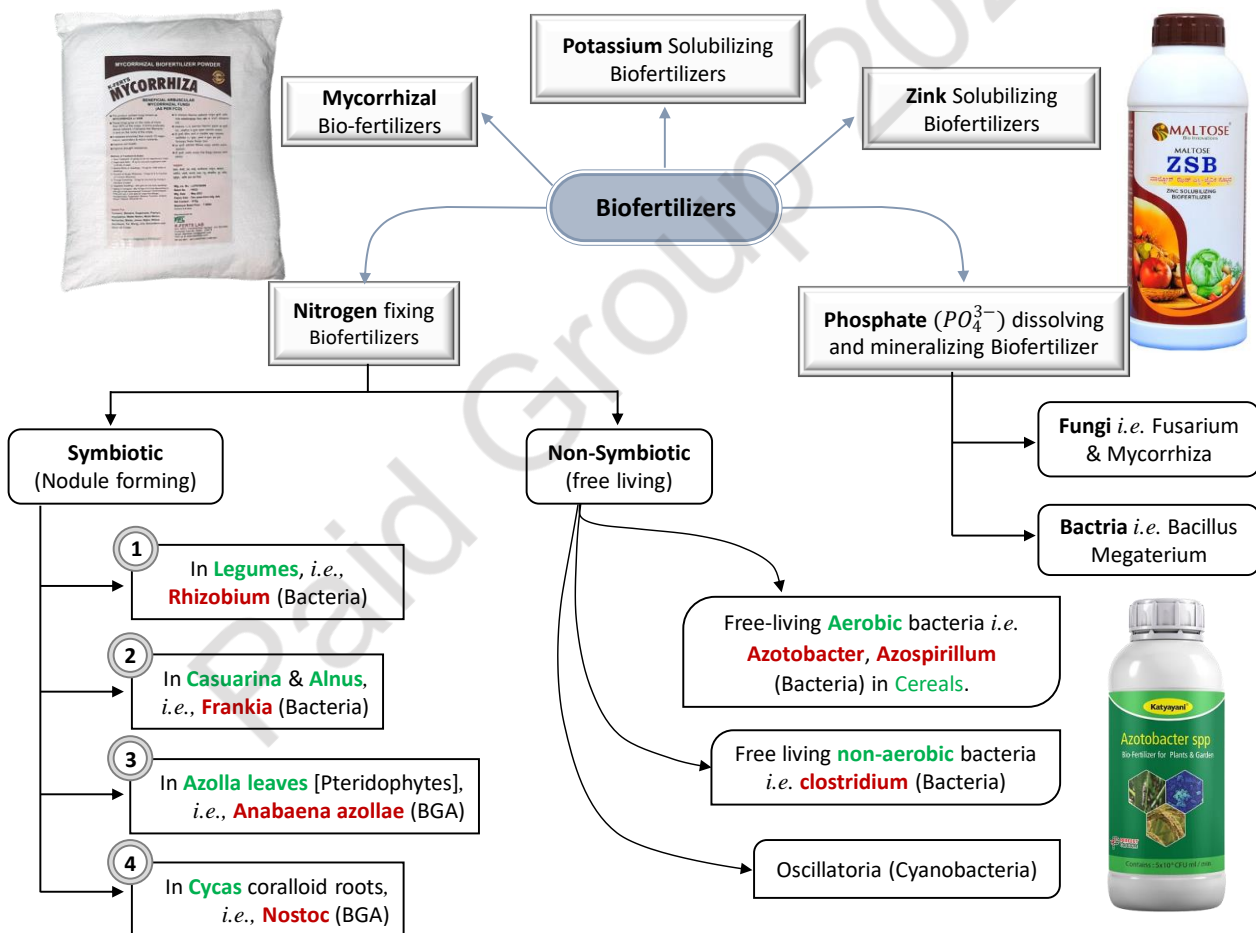 MYCORRHIZAL BIOFERTILIZER POWDER
MYCORRHIZA
Mycorrhizal
Bio-fertilizers
Potassium Solubilizing
Biofertilizers
Zink Solubilizing
Biofertilizers
MALTOSE
MALTOSE
ZSB
ZINC SOLUBILIZING
BIOFERTILIZER
Biofertilizers
Nitrogen fixing
Biofertilizers
Phosphate (PO₄³⁻) dissolving
and mineralizing Biofertilizer
Symbiotic
(Nodule forming)
Non-Symbiotic
(free living)
Fungi i.e. Fusarium
& Mycorrhiza
Bactria i.e. Bacillus
Megaterium
1
In Legumes, i.e.,
Rhizobium (Bacteria)
2
In Casuarina & Alnus,
i.e., Frankia (Bacteria)
3
In Azolla leaves [Pteridophytes],
i.e., Anabaena azollae (BGA)
4
In Cycas coralloid roots,
i.e., Nostoc (BGA)
Free-living Aerobic bacteria i.e.
Azotobacter, Azospirillum
(Bacteria) in Cereals.
Free living non-aerobic bacteria
i.e. clostridium (Bacteria)
Oscillatoria (Cyanobacteria)
Katyayani
Azotobacter spp
Bio-Fertilizer for Plants & Garden
Paid Group